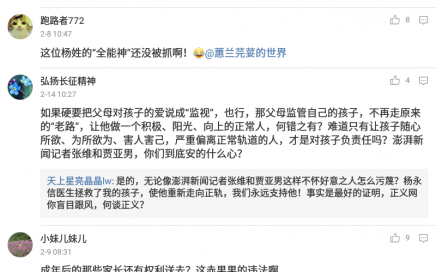 跑路者772
8
2-8 10:47
这位杨姓的“全能神”还没被抓啊！😂@蕙兰芫荽的世界
弘扬长征精神
4
2-14 10:27
如果硬要把父母对孩子的爱说成“监视”，也行，那父母监管自己的孩子，不再走原来
的“老路”，让他做一个积极、阳光、向上的正常人，何错之有？难道只有让孩子随心
所欲、为所欲为、害人害己，严重偏离正常轨道的人，才是对孩子负责任吗？澎湃新
闻记者张维和贾亚男，你们到底安的什么心？
天上星亮晶晶lw: 是的，无论像澎湃新闻记者张维和贾亚男这样不怀好意之人怎么污蔑？杨永
信医生拯救了我的孩子，使他重新走向正轨，我们永远支持他！事实是最好的证明，正义网
你盲目跟风，何谈正义？
小妹儿妹儿
2-9 08:31
成年后的那些家长还有权利送去？这赤果果的违法啊